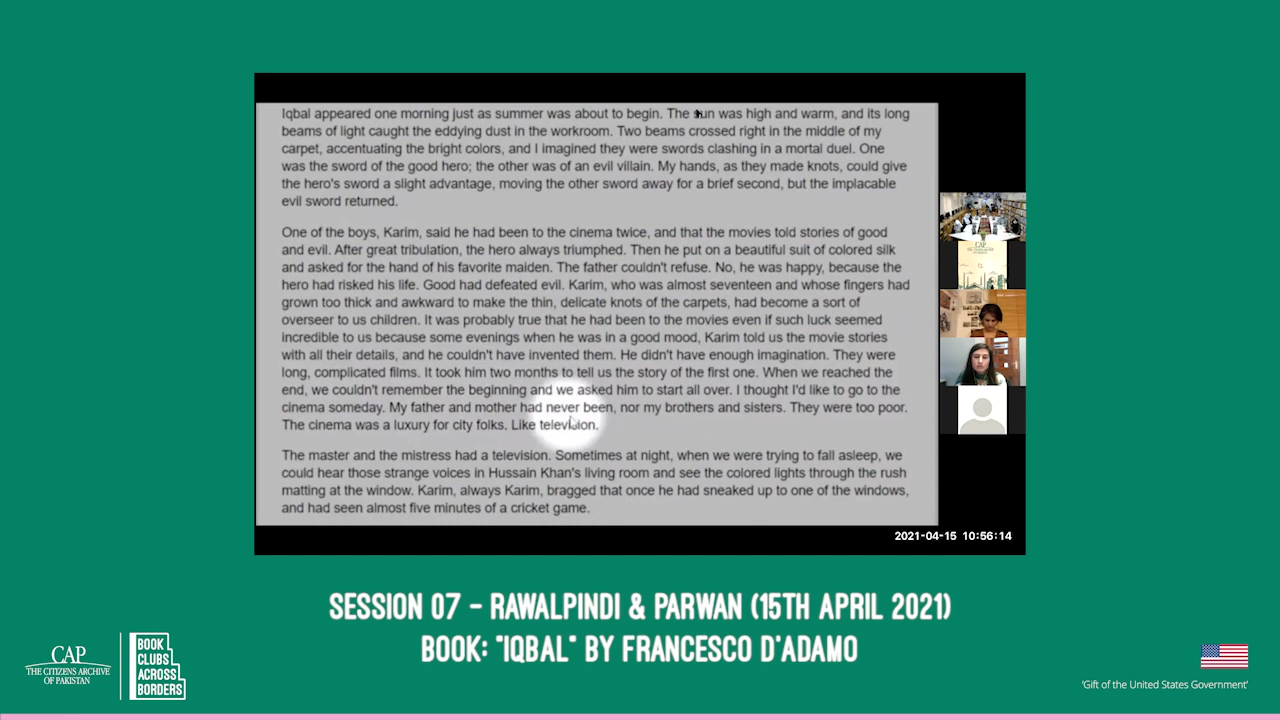 Iqbal appeared one morning just as summer was about to begin. The sun was high and warm, and its long
beams of light caught the eddying dust in the workroom. Two beams crossed right in the middle of my
carpet, accentuating the bright colors, and I imagined they were swords clashing in a mortal duel. One
was the sword of the good hero; the other was of an evil villain. My hands, as they made knots, could give
the hero's sword a slight advantage, moving the other sword away for a brief second, but the implacable
evil sword returned.
One of the boys, Karim, said he had been to the cinema twice, and that the movies told stories of good
and evil. After great tribulation, the hero always triumphed. Then he put on a beautiful suit of colored silk
and asked for the hand of his favorite maiden. The father couldn't refuse. No, he was happy, because the
hero had risked his life. Good had defeated evil. Karim, who was almost seventeen and whose fingers had
grown too thick and awkward to make the thin, delicate knots of the carpets, had become a sort of
overseer to us children. It was probably true that he had been to the movies even if such luck seemed
incredible to us because some evenings when he was in a good mood, Karim told us the movie stories
with all their details, and he couldn't have invented them. He didn't have enough imagination. They were
long, complicated films. It took him two months to tell us the story of the first one. When we reached the
end, we couldn't remember the beginning and we asked him to start all over. I thought I'd like to go to the
cinema someday. My father and mother had never been, nor my brothers and sisters. They were too poor.
The cinema was a luxury for city folks. Like television.
The master and the mistress had a television. Sometimes at night, when we were trying to fall asleep, we
could hear those strange voices in Hussain Khan's living room and see the colored lights through the rush
matting at the window. Karim, always Karim, bragged that once he had sneaked up to one of the windows,
and had seen almost five minutes of a cricket game.
CAP
2021-04-15 10:56:14
SESSION 07 - RAWALPINDI & PARWAN (15TH APRIL 2021)
BOOK: "IQBAL" BY FRANCESCO D'ADAMO
CAP
THE CITIZENS ARCHIVE
OF PAKISTAN
BOOK
CLUBS
ACROSS
BORDERS
'Gift of the United States Government'